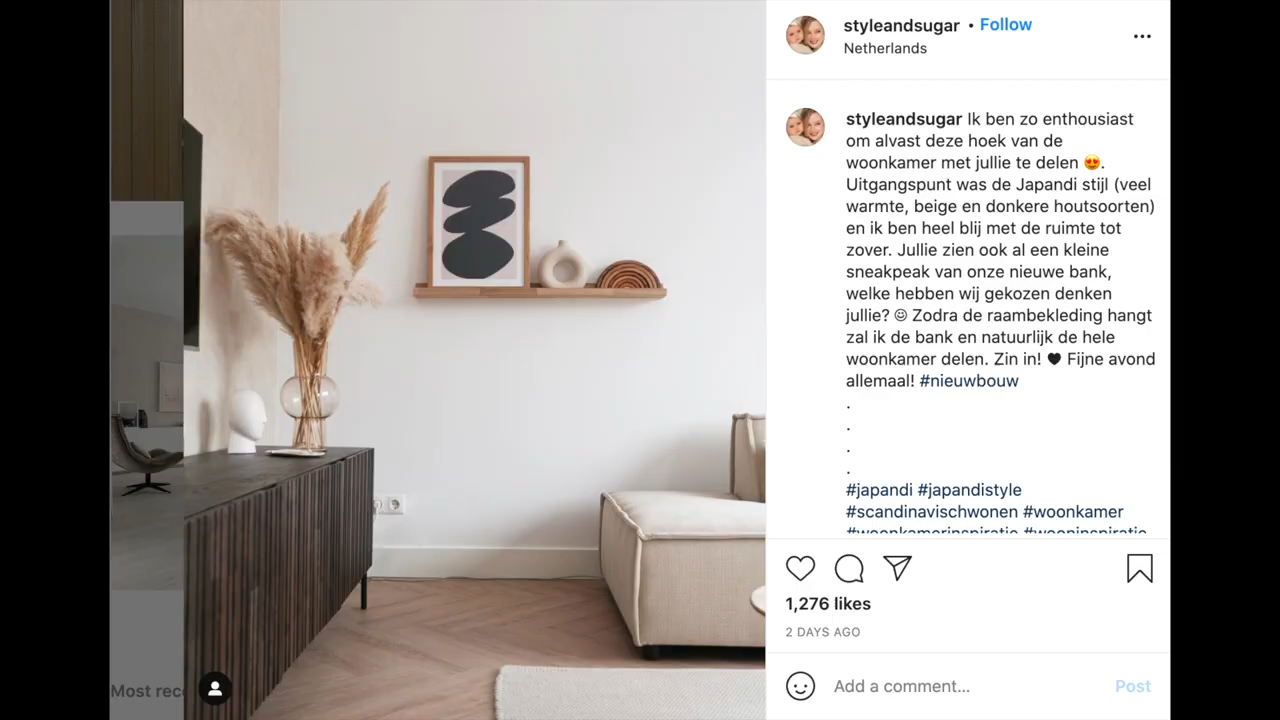 styleandsugar • Follow
Netherlands
styleandsugar Ik ben zo enthousiast
om alvast deze hoek van de
woonkamer met jullie te delen 😍.
Uitgangspunt was de Japandi stijl (veel
warmte, beige en donkere houtsoorten)
en ik ben heel blij met de ruimte tot
zover. Jullie zien ook al een kleine
sneakpeak van onze nieuwe bank,
welke hebben wij gekozen denken
jullie? ☺ Zodra de raambekleding hangt
zal ik de bank en natuurlijk de hele
woonkamer delen. Zin in! 🖤 Fijne avond
allemaal! #nieuwbouw
.
.
.
.
#japandi #japandistyle
#scandinavischwonen #woonkamer
#woonkamerinspiratie #wooninspiratie
1,276 likes
2 DAYS AGO
Add a comment... Post
Most rec